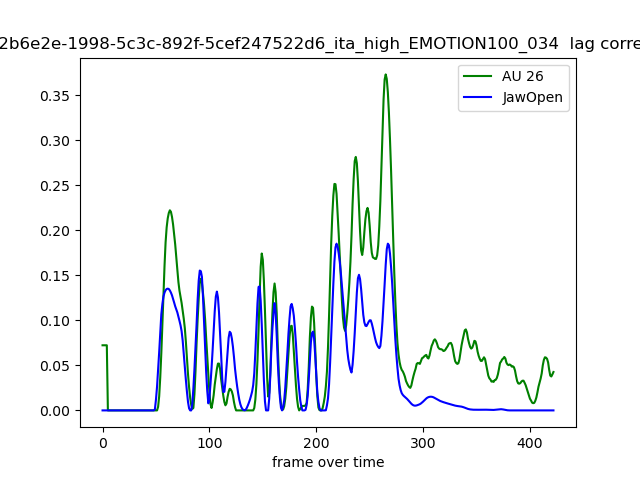 2b6e2e-1998-5c3c-892f-5cef247522d6_ita_high_EMOTION100_034 lag corre
AU 26
JawOpen
0.35
0.30
0.25
0.20
0.15
0.10
0.05
0.00
0 100 200 300 400
frame over time